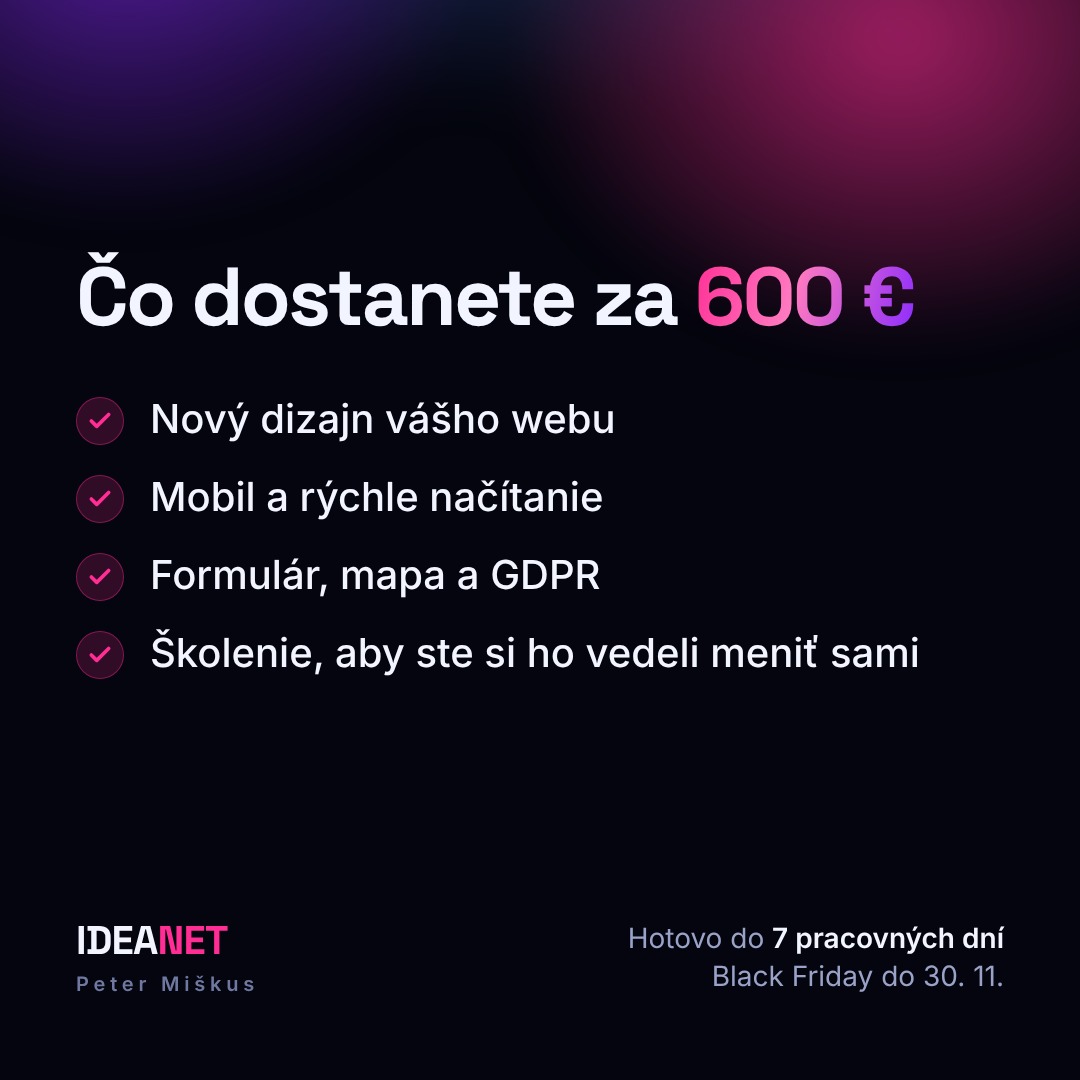 Čo dostanete za 600 €
Nový dizajn vášho webu
Mobil a rýchle načítanie
Formulár, mapa a GDPR
Školenie, aby ste si ho vedeli meniť sami
IDEANET
Peter Miškus
Hotovo do 7 pracovných dní
Black Friday do 30. 11.